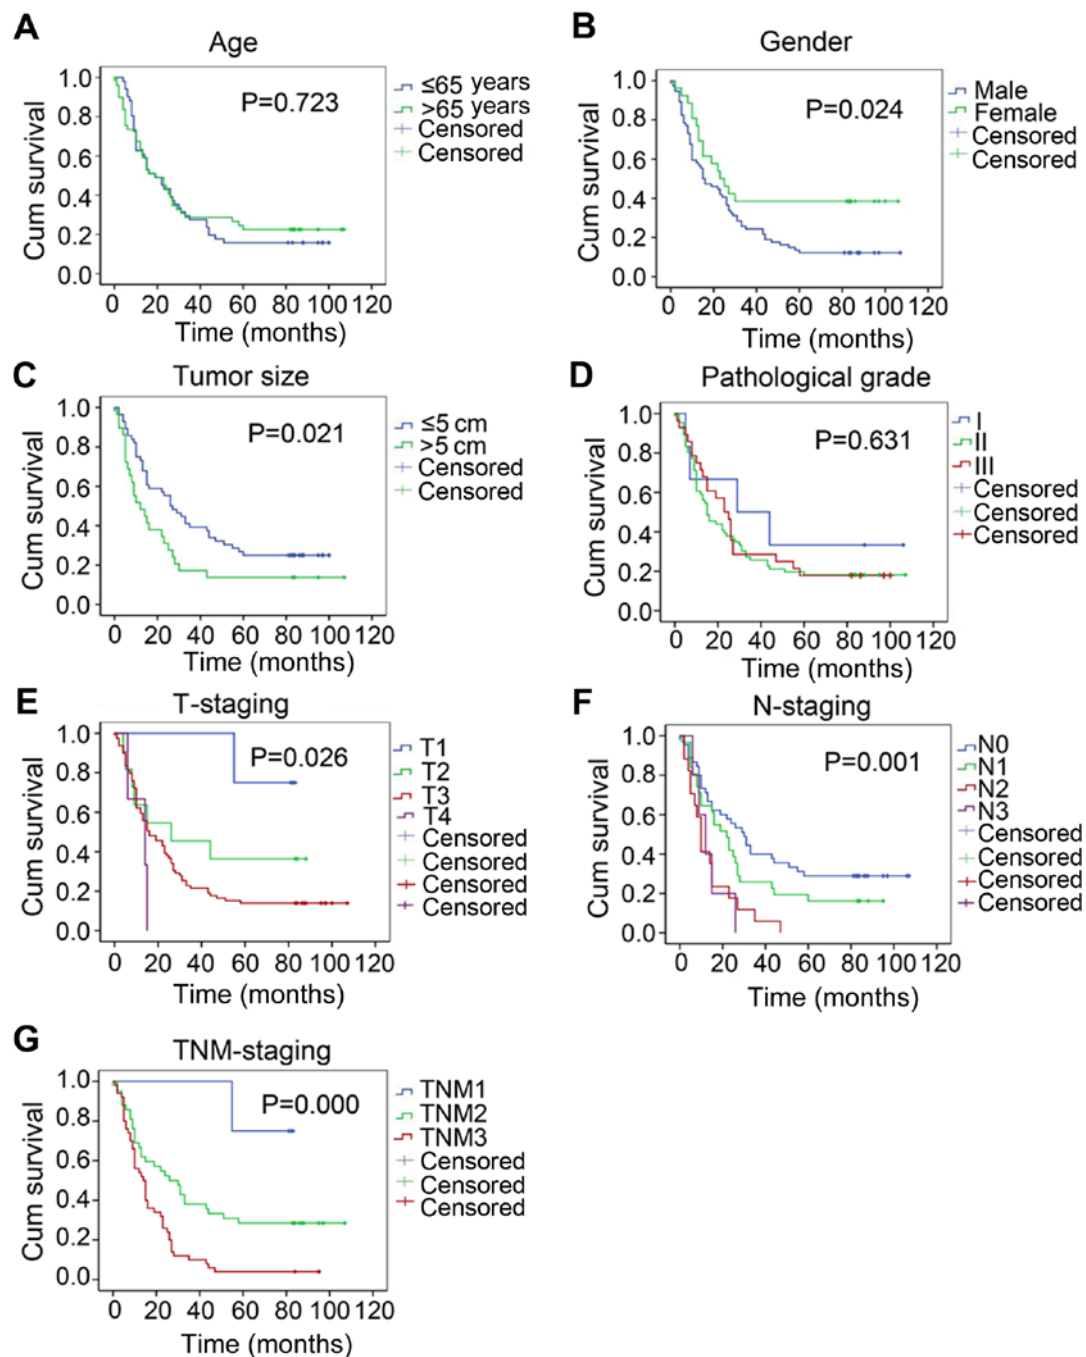 A
Age
1.0
0.8
0.6
0.4
0.2
0.0
Cum survival
P=0.723
≤65 years
>65 years
Censored
Censored
0 20 40 60 80 100 120
Time (months)
B
Gender
1.0
0.8
0.6
0.4
0.2
0.0
Cum survival
P=0.024
Male
Female
Censored
Censored
0 20 40 60 80 100 120
Time (months)
C
Tumor size
1.0
0.8
0.6
0.4
0.2
0.0
Cum survival
P=0.021
≤5 cm
>5 cm
Censored
Censored
0 20 40 60 80 100 120
Time (months)
D
Pathological grade
1.0
0.8
0.6
0.4
0.2
0.0
Cum survival
P=0.631
I
II
III
Censored
Censored
Censored
0 20 40 60 80 100 120
Time (months)
E
T-staging
1.0
0.8
0.6
0.4
0.2
0.0
Cum survival
P=0.026
T1
T2
T3
T4
Censored
Censored
Censored
Censored
0 20 40 60 80 100 120
Time (months)
F
N-staging
1.0
0.8
0.6
0.4
0.2
0.0
Cum survival
P=0.001
N0
N1
N2
N3
Censored
Censored
Censored
Censored
0 20 40 60 80 100 120
Time (months)
G
TNM-staging
1.0
0.8
0.6
0.4
0.2
0.0
Cum survival
P=0.000
TNM1
TNM2
TNM3
Censored
Censored
Censored
0 20 40 60 80 100 120
Time (months)